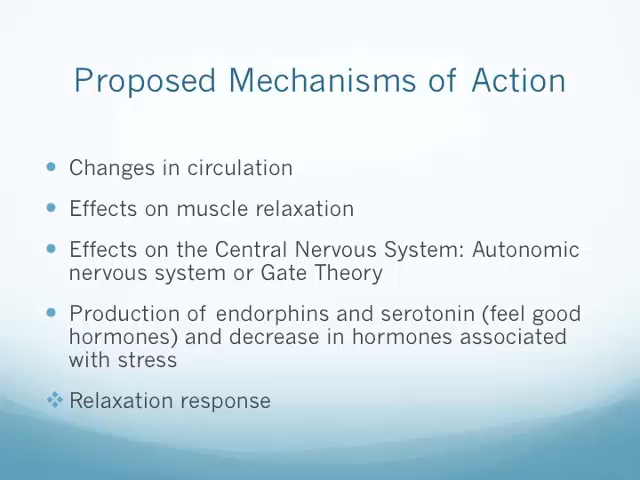 Proposed Mechanisms of Action
• Changes in circulation
• Effects on muscle relaxation
• Effects on the Central Nervous System: Autonomic
nervous system or Gate Theory
• Production of endorphins and serotonin (feel good
hormones) and decrease in hormones associated
with stress
❖ Relaxation response